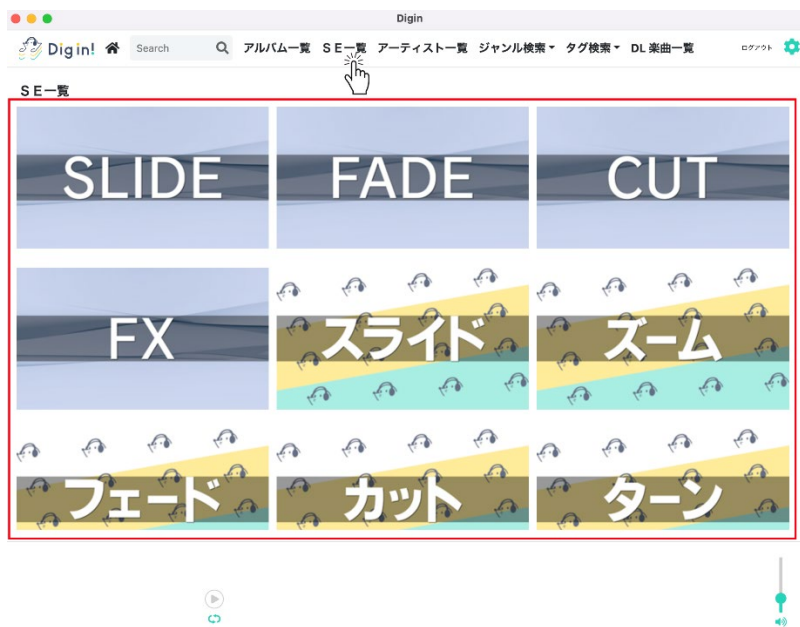 Digin
Digin! Search アルバム一覧 SE一覧 アーティスト一覧 ジャンル検索 タグ検索 DL楽曲一覧 ログアウト
SE一覧
SLIDE FADE CUT
FX スライド ズーム
フェード カット ターン